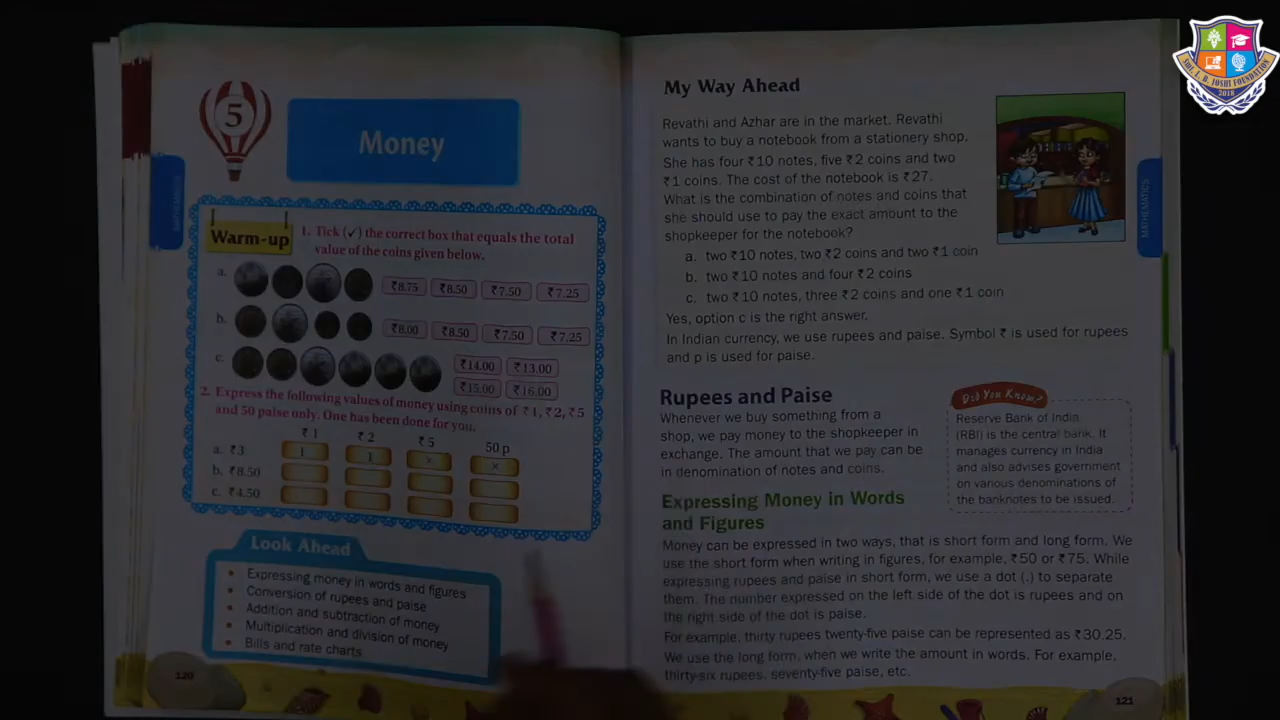 5
Money
MATHEMATICS
Warm-up
1. Tick (✓) the correct box that equals the total
value of the coins given below.
a. ₹8.75 ₹8.50 ₹7.50 ₹7.25
b. ₹8.00 ₹8.50 ₹7.50 ₹7.25
c. ₹14.00 ₹13.00
₹15.00 ₹16.00
2. Express the following values of money using coins of ₹1, ₹2, ₹5
and 50 paise only. One has been done for you.
₹1 ₹2 ₹5 50 p
a. ₹3 1 1 × ×
b. ₹8.50
c. ₹4.50
Look Ahead
• Expressing money in words and figures
• Conversion of rupees and paise
• Addition and subtraction of money
• Multiplication and division of money
• Bills and rate charts
120
My Way Ahead
Revathi and Azhar are in the market. Revathi
wants to buy a notebook from a stationery shop.
She has four ₹10 notes, five ₹2 coins and two
₹1 coins. The cost of the notebook is ₹27.
What is the combination of notes and coins that
she should use to pay the exact amount to the
shopkeeper for the notebook?
a. two ₹10 notes, two ₹2 coins and two ₹1 coin
b. two ₹10 notes and four ₹2 coins
c. two ₹10 notes, three ₹2 coins and one ₹1 coin
Yes, option c is the right answer.
In Indian currency, we use rupees and paise. Symbol ₹ is used for rupees
and p is used for paise.
Rupees and Paise
Whenever we buy something from a
shop, we pay money to the shopkeeper in
exchange. The amount that we pay can be
in denomination of notes and coins.
Did You Know?
Reserve Bank of India
(RBI) is the central bank. It
manages currency in India
and also advises government
on various denominations of
the banknotes to be issued.
Expressing Money in Words
and Figures
Money can be expressed in two ways, that is short form and long form. We
use the short form when writing in figures, for example, ₹50 or ₹75. While
expressing rupees and paise in short form, we use a dot (.) to separate
them. The number expressed on the left side of the dot is rupees and on
the right side of the dot is paise.
For example, thirty rupees twenty-five paise can be represented as ₹30.25.
We use the long form, when we write the amount in words. For example,
thirty-six rupees, seventy-five paise, etc.
121
MATHEMATICS
JOSHI FOUNDATION
2018